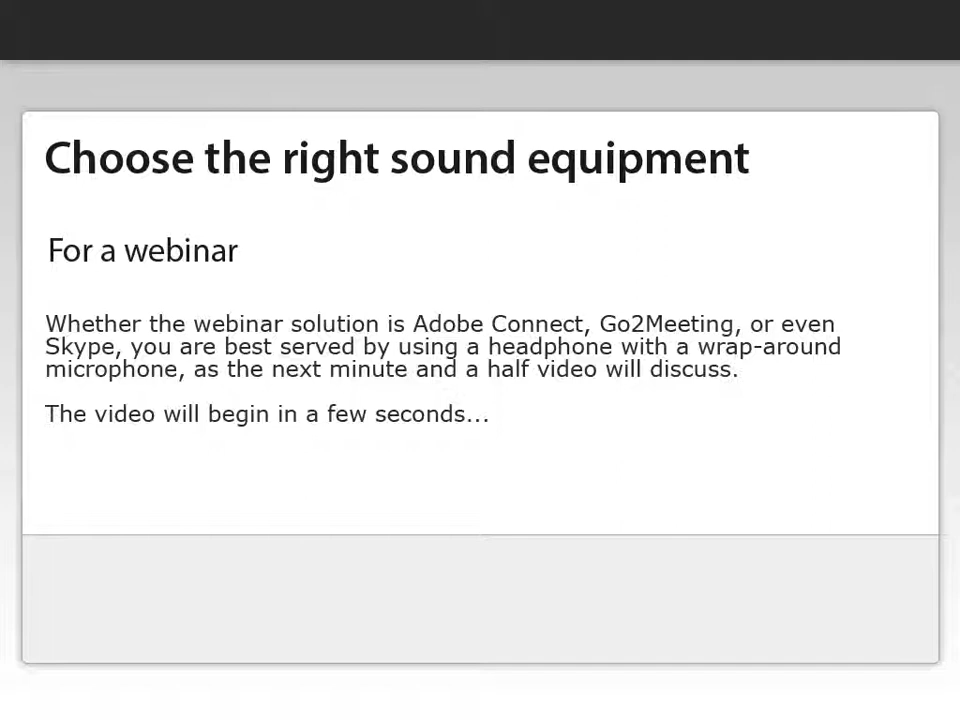 Choose the right sound equipment
For a webinar
Whether the webinar solution is Adobe Connect, Go2Meeting, or even
Skype, you are best served by using a headphone with a wrap-around
microphone, as the next minute and a half video will discuss.
The video will begin in a few seconds...